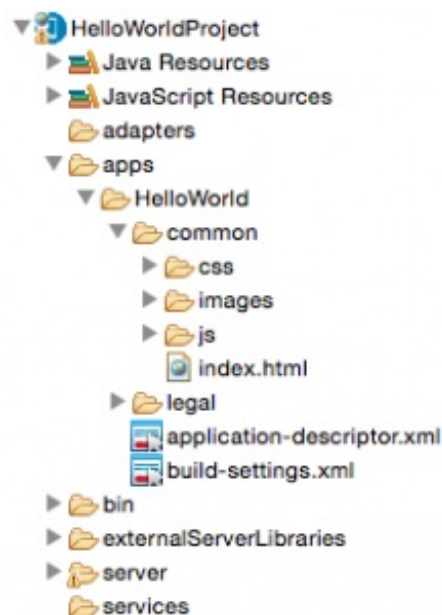 HelloWorldProject
Java Resources
JavaScript Resources
adapters
apps
HelloWorld
common
css
images
js
index.html
legal
application-descriptor.xml
build-settings.xml
bin
externalServerLibraries
server
services